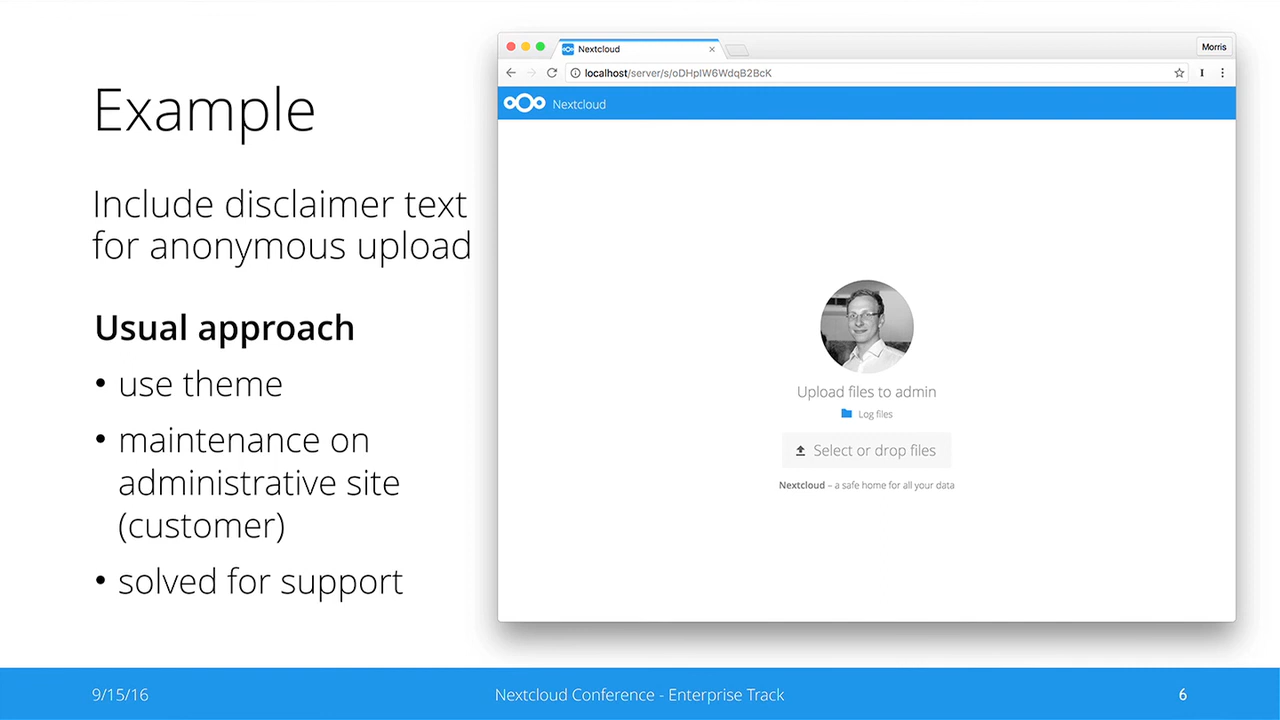 Example
Include disclaimer text
for anonymous upload
Usual approach
• use theme
• maintenance on
administrative site
(customer)
• solved for support
Nextcloud
Morris
localhost/server/s/oDHpIW6WdqB2BcK
Nextcloud
Upload files to admin
Log files
Select or drop files
Nextcloud – a safe home for all your data
9/15/16
Nextcloud Conference - Enterprise Track
6